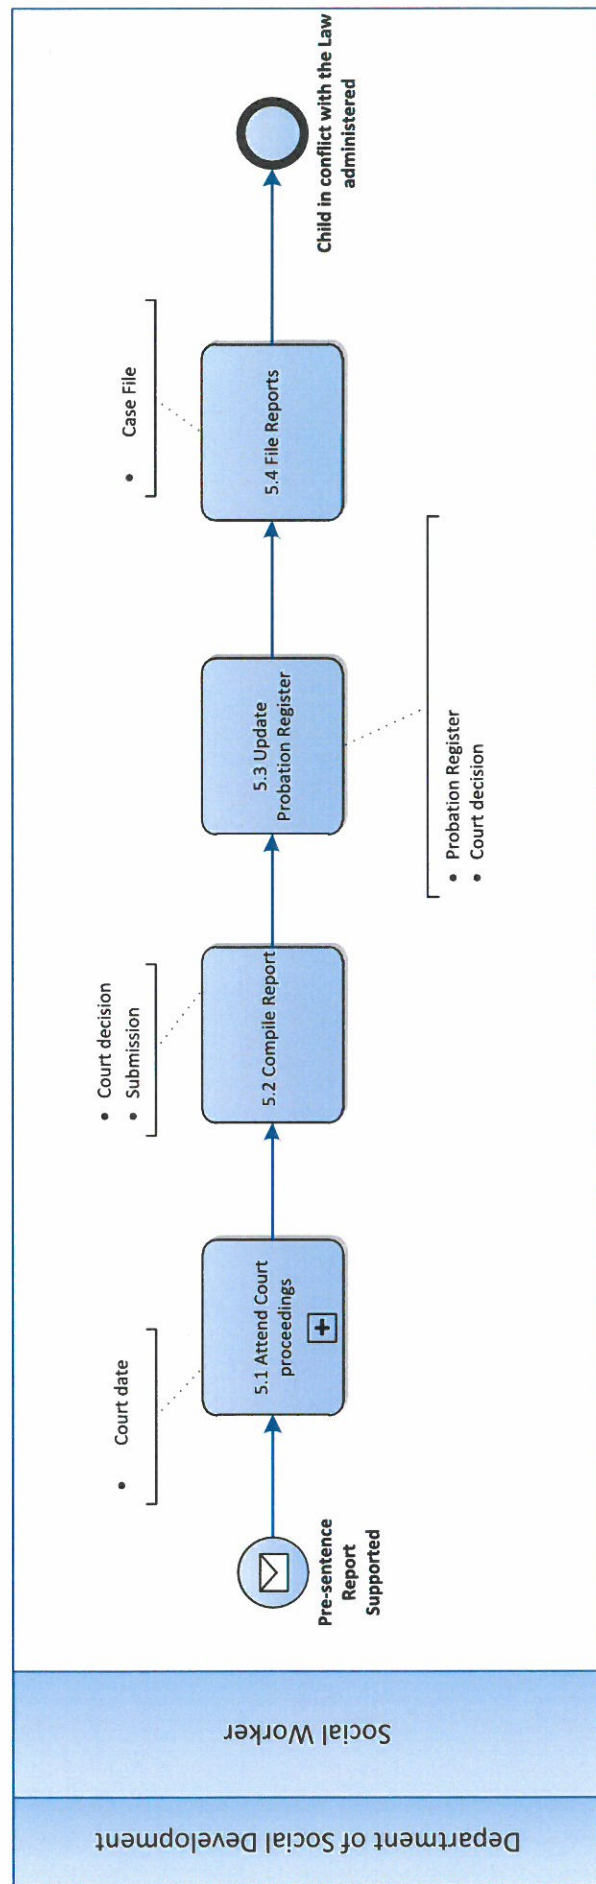 Department of Social Development
Social Worker
Pre-sentence
Report
Supported
• Court date
5.1 Attend Court
proceedings
• Court decision
• Submission
5.2 Compile Report
5.3 Update
Probation Register
• Probation Register
• Court decision
• Case File
5.4 File Reports
Child in conflict with the Law
administered